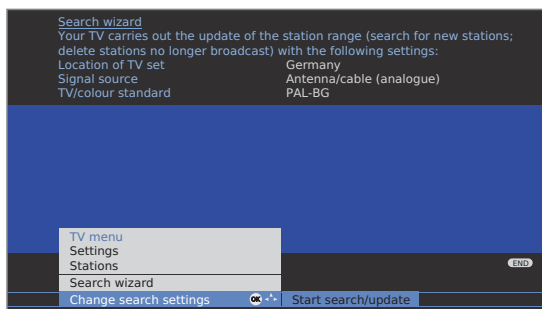 Search wizard
Your TV carries out the update of the station range (search for new stations;
delete stations no longer broadcast) with the following settings:
Location of TV set Germany
Signal source Antenna/cable (analogue)
TV/colour standard PAL-BG
TV menu
Settings
Stations
END
Search wizard
Change search settings OK Start search/update